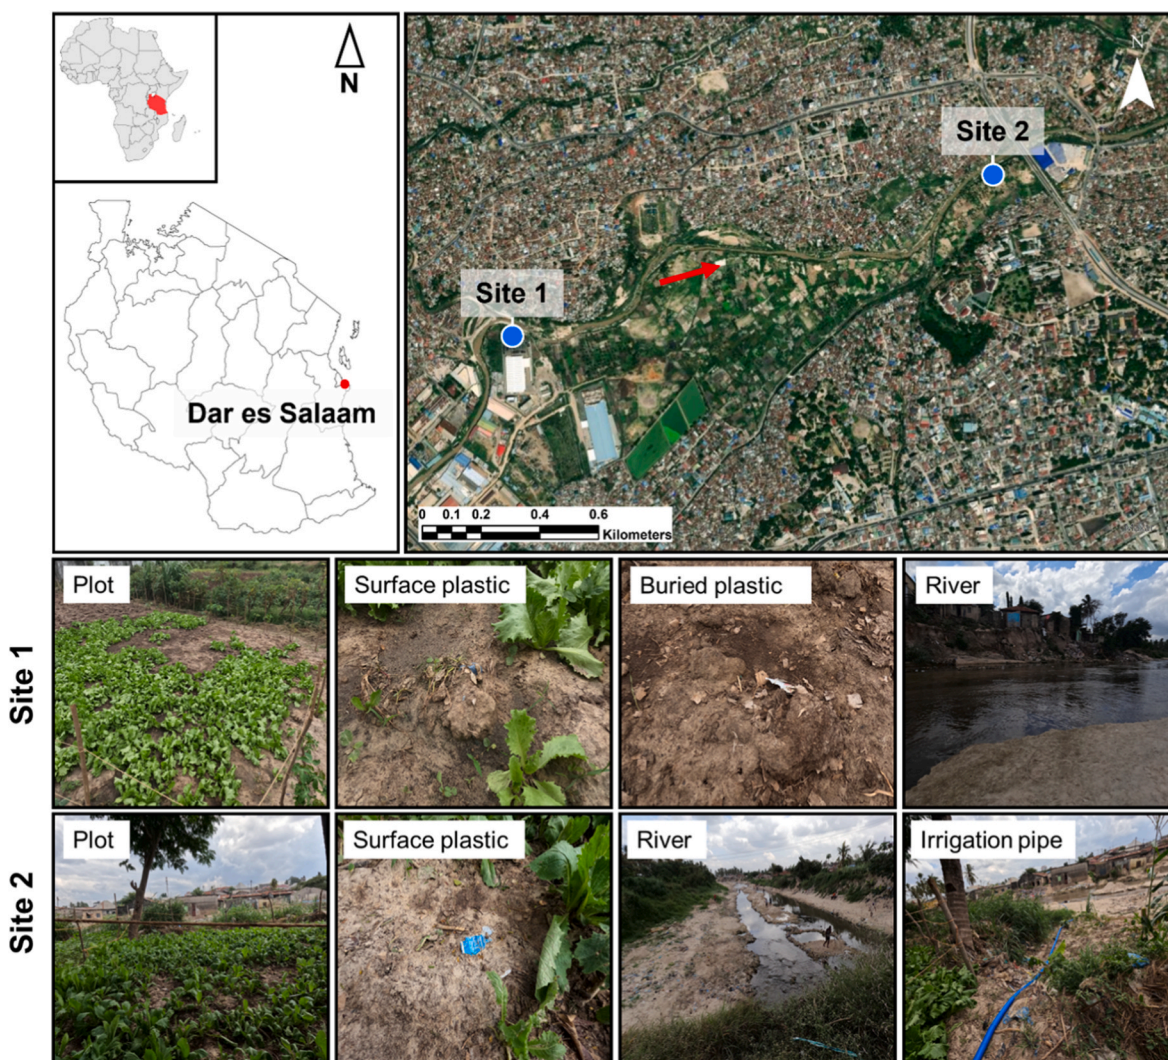 N
Dar es Salaam
N
Site 2
Site 1
0 0.1 0.2 0.4 0.6
Kilometers
Site 1
Plot
Surface plastic
Buried plastic
River
Site 2
Plot
Surface plastic
River
Irrigation pipe